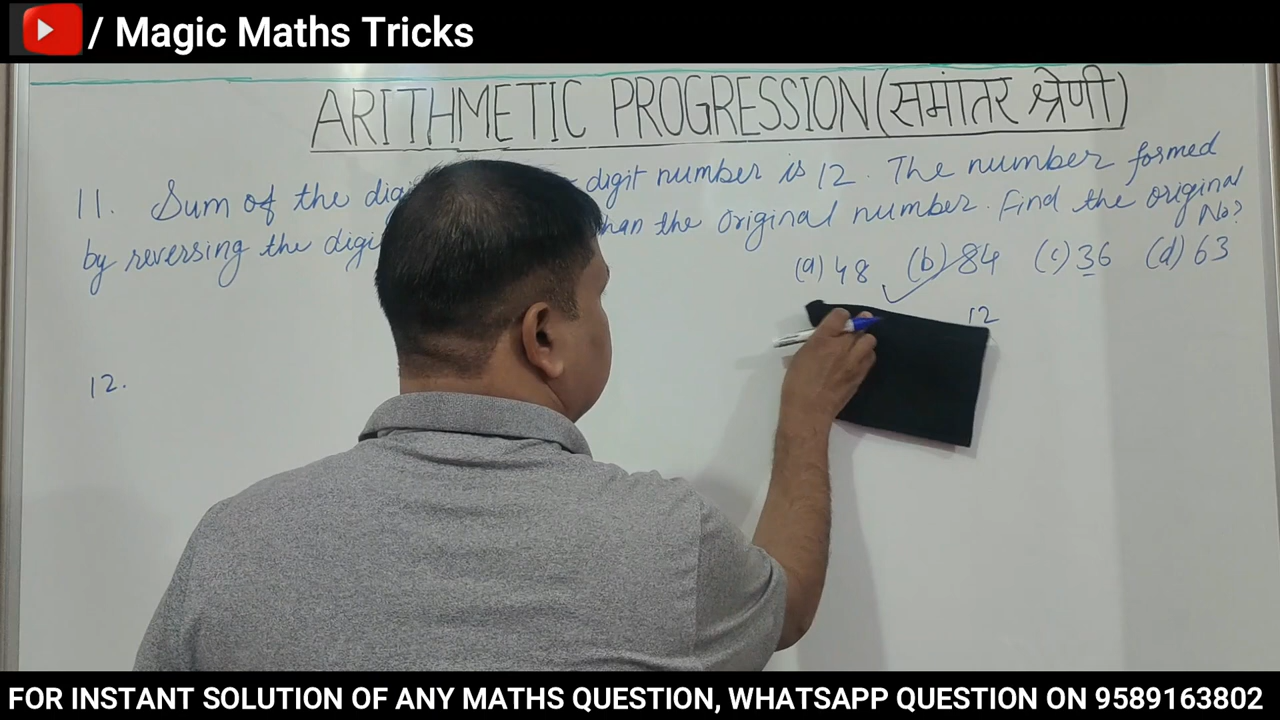 / Magic Maths Tricks
ARITHMETIC PROGRESSION(समांतर श्रेणी)
11. Sum of the digit number is 12. The number formed
by reversing the than the original number. Find the original
No?
(a) 48 (b) 84 (c) 36 (d) 63
12
12.
FOR INSTANT SOLUTION OF ANY MATHS QUESTION, WHATSAPP QUESTION ON 9589163802